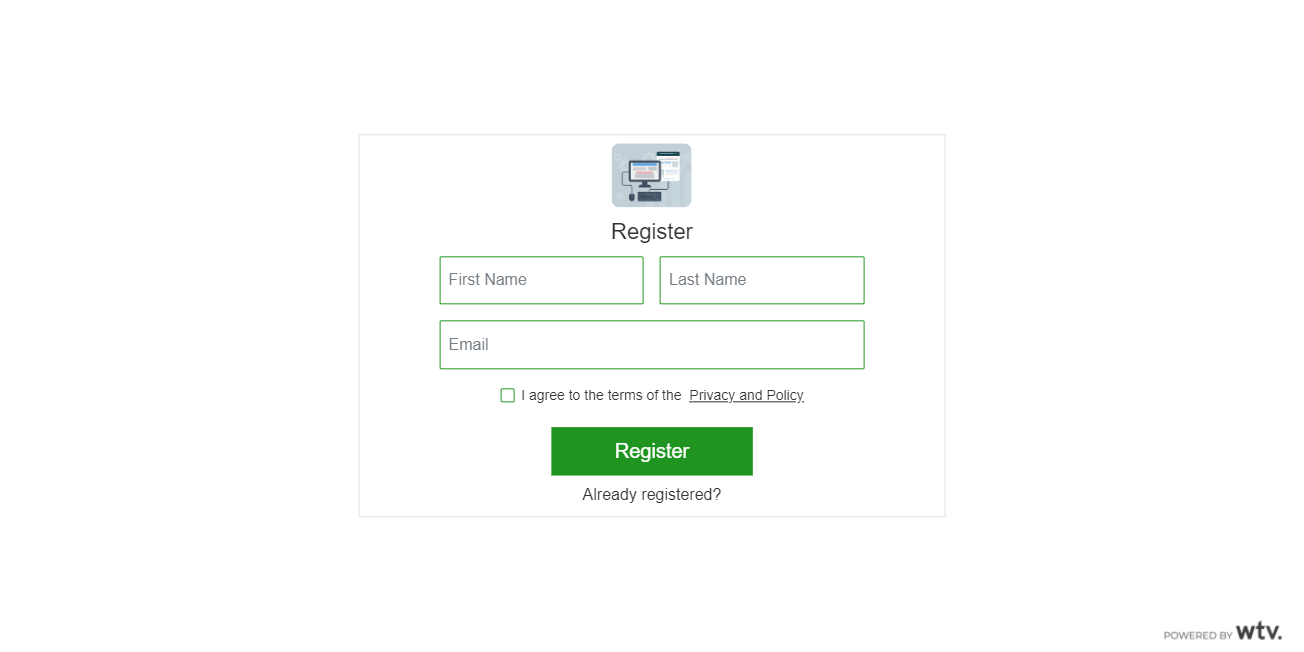 Register
First Name Last Name
Email
I agree to the terms of the Privacy and Policy
Register
Already registered?
POWERED BY wtv.